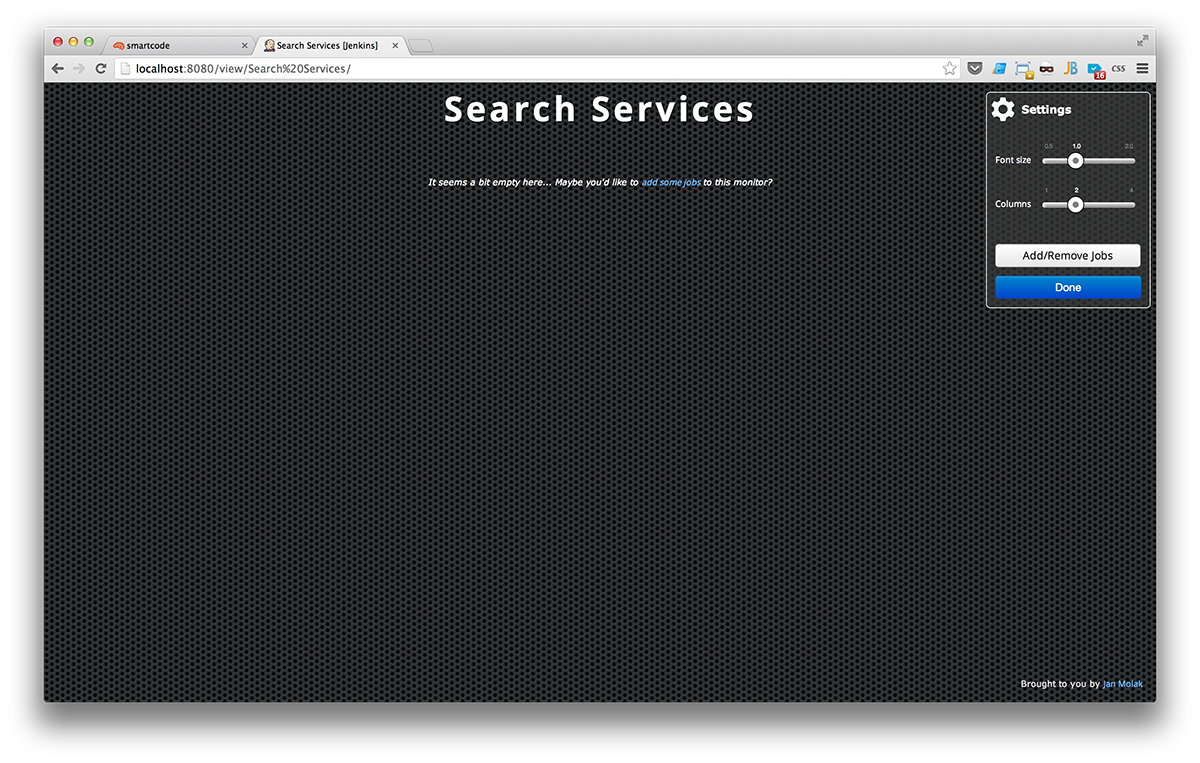 smartcode
Search Services [Jenkins]
localhost:8080/view/Search%20Services/
JB
16
CSS
Search Services
Settings
0.5 1.0 2.0
Font size
1 2 4
Columns
Add/Remove Jobs
Done
It seems a bit empty here... Maybe you'd like to add some jobs to this monitor?
Brought to you by Jan Molak